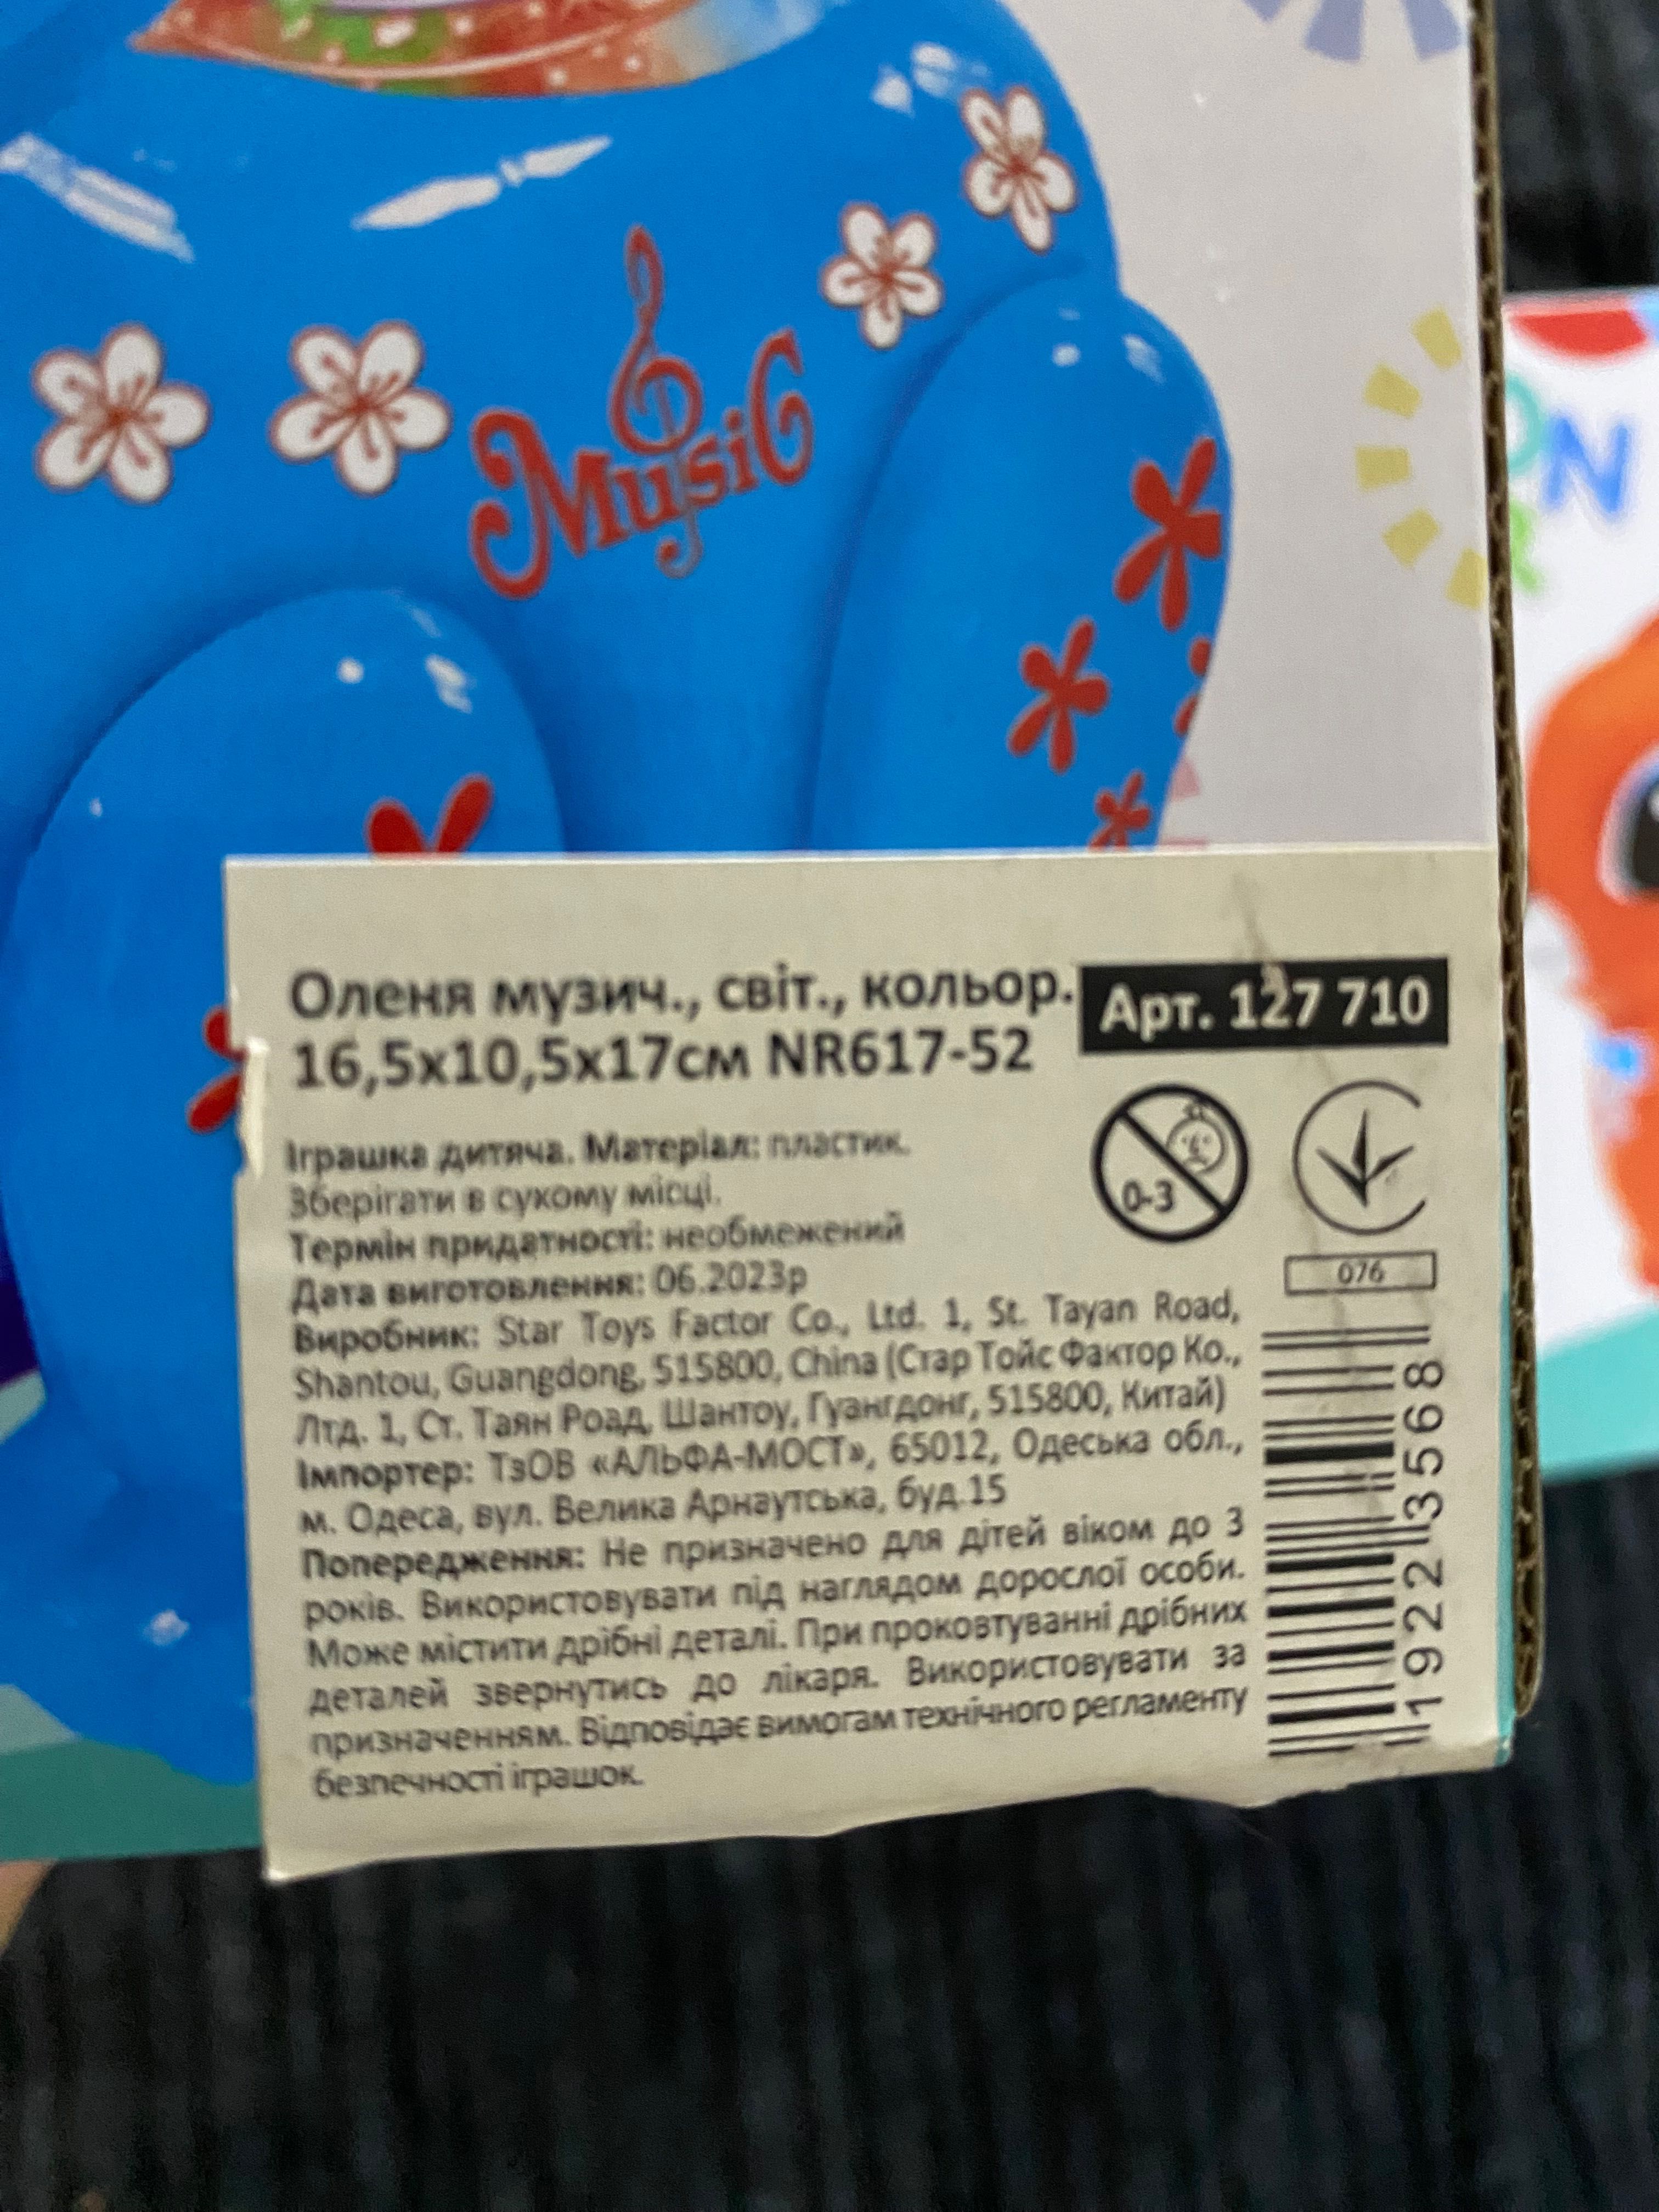 Music
ON
Оленя музич., світ., кольор.
16,5х10,5х17см NR617-52
Арт. 127 710
0-3
076
Іграшка дитяча. Матеріал: пластик.
Зберігати в сухому місці.
Термін придатності: необмежений
Дата виготовлення: 06.2023р
Виробник: Star Toys Factor Co., Ltd. 1, St. Tayan Road,
Shantou, Guangdong, 515800, China (Стар Тойс Фактор Ко.,
Лтд. 1, Ст. Таян Роад, Шантоу, Гуангдонг, 515800, Китай)
Імпортер: ТзОВ «АЛЬФА-МОСТ», 65012, Одеська обл.,
м. Одеса, вул. Велика Арнаутська, буд.15
Попередження: Не призначено для дітей віком до 3
років. Використовувати під наглядом дорослої особи.
Може містити дрібні деталі. При проковтуванні дрібних
деталей звернутись до лікаря. Використовувати за
призначенням. Відповідає вимогам технічного регламенту
безпечності іграшок.
1922 3568